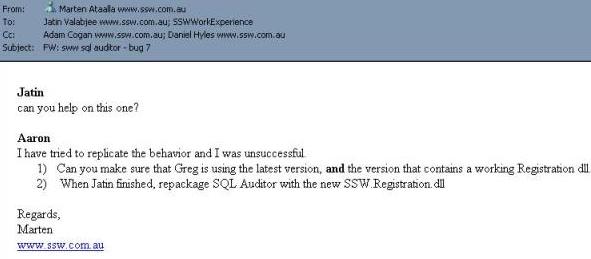 From: Marten Ataalla www.ssw.com.au
To: Jatin Valabjee www.ssw.com.au; SSWWorkExperience
Cc: Adam Cogan www.ssw.com.au; Daniel Hyles www.ssw.com.au
Subject: FW: sww sql auditor - bug 7
Jatin
can you help on this one?
Aaron
I have tried to replicate the behavior and I was unsuccessful.
1) Can you make sure that Greg is using the latest version, and the version that contains a working Registration dll.
2) When Jatin finished, repackage SQL Auditor with the new SSW.Registration.dll
Regards,
Marten
www.ssw.com.au